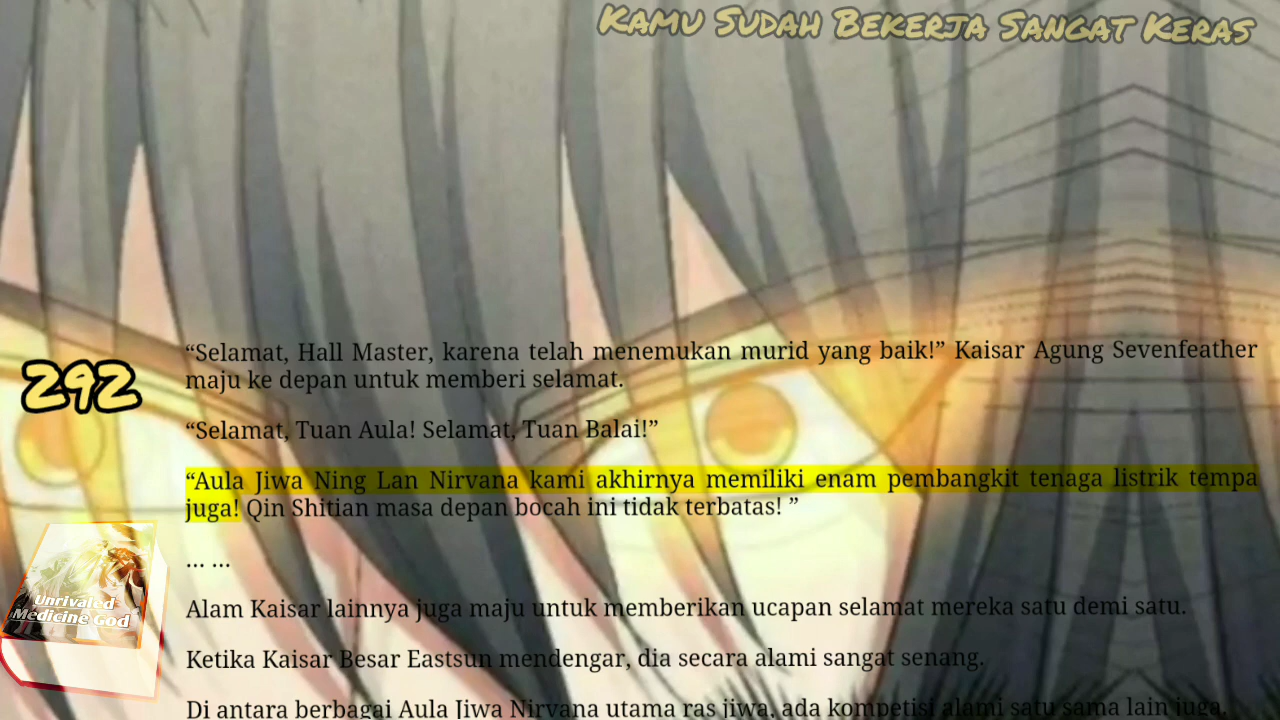 Kamu Sudah Bekerja Sangat Keras
“Selamat, Hall Master, karena telah menemukan murid yang baik!” Kaisar Agung Sevenfeather
maju ke depan untuk memberi selamat.
292
“Selamat, Tuan Aula! Selamat, Tuan Balai!”
“Aula Jiwa Ning Lan Nirvana kami akhirnya memiliki enam pembangkit tenaga listrik tempa
juga! Qin Shitian masa depan bocah ini tidak terbatas! ”
... ...
Unrivaled
Medicine God
Alam Kaisar lainnya juga maju untuk memberikan ucapan selamat mereka satu demi satu.
Ketika Kaisar Besar Eastsun mendengar, dia secara alami sangat senang.
Di antara berbagai Aula Jiwa Nirvana utama ras jiwa, ada kompetisi alami satu sama lain juga.